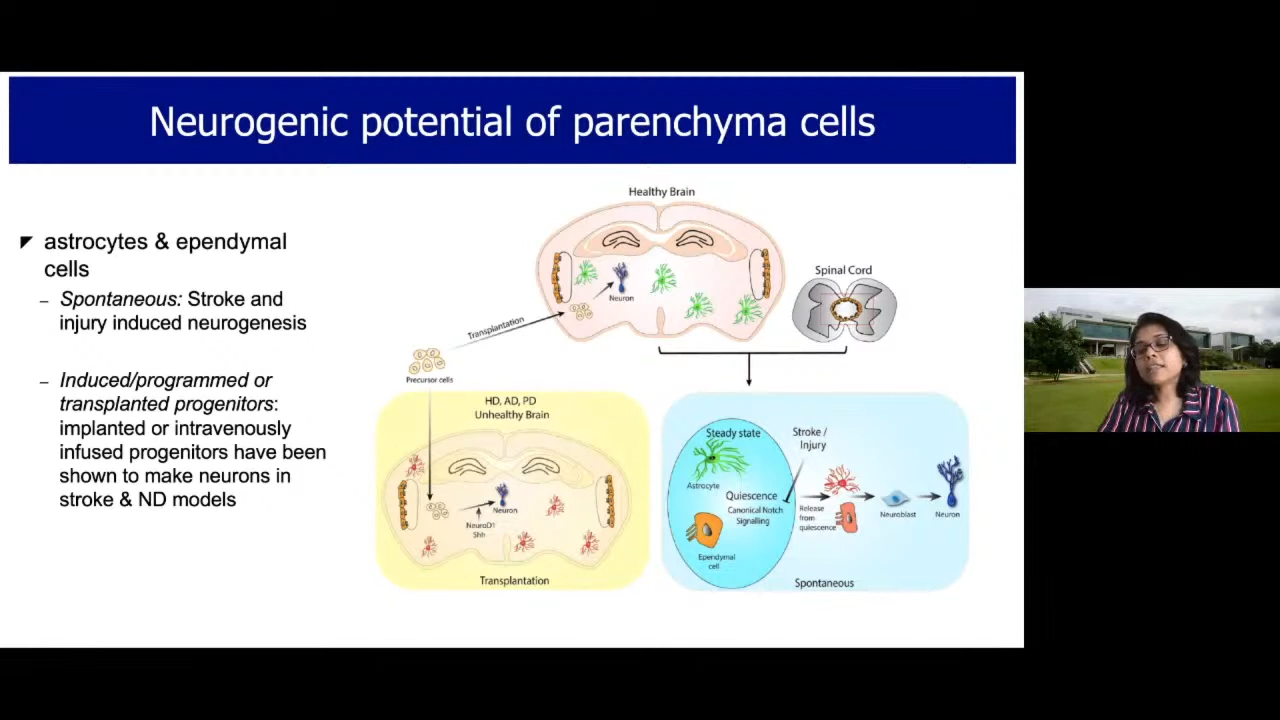 Neurogenic potential of parenchyma cells
astrocytes & ependymal
cells
– Spontaneous: Stroke and
injury induced neurogenesis
– Induced/programmed or
transplanted progenitors:
implanted or intravenously
infused progenitors have been
shown to make neurons in
stroke & ND models
Healthy Brain
Neuron
Spinal Cord
Transplantation
Precursor cells
HD, AD, PD
Unhealthy Brain
Neuron
NeuroD1
Shh
Transplantation
Steady state
Astrocyte
Quiescence
Canonical Notch
Signalling
Ependymal
cell
Stroke /
Injury
Release
from
quiescence
Neuroblast
Neuron
Spontaneous